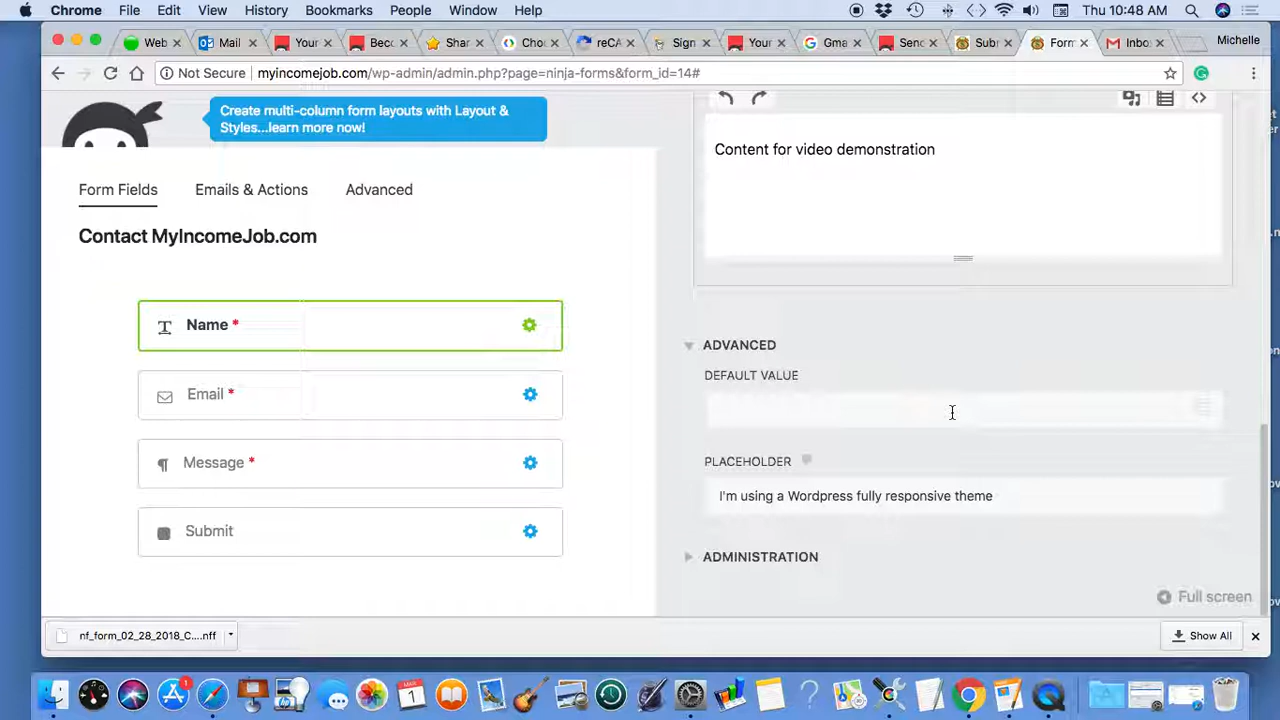 Chrome File Edit View History Bookmarks People Window Help Thu 10:48 AM
Web Mail Your Beco Shar Cho reCA Sign Your Gma Senc Subr Form Inbo Michelle
Not Secure myincomejob.com/wp-admin/admin.php?page=ninja-forms&form_id=14#
Create multi-column form layouts with Layout &
Styles...learn more now!
Content for video demonstration
Form Fields Emails & Actions Advanced
Contact MyIncomeJob.com
Name *
Email *
Message *
Submit
ADVANCED
DEFAULT VALUE
PLACEHOLDER
I'm using a Wordpress fully responsive theme
ADMINISTRATION
Full screen
nf_form_02_28_2018_C....nff
Show All